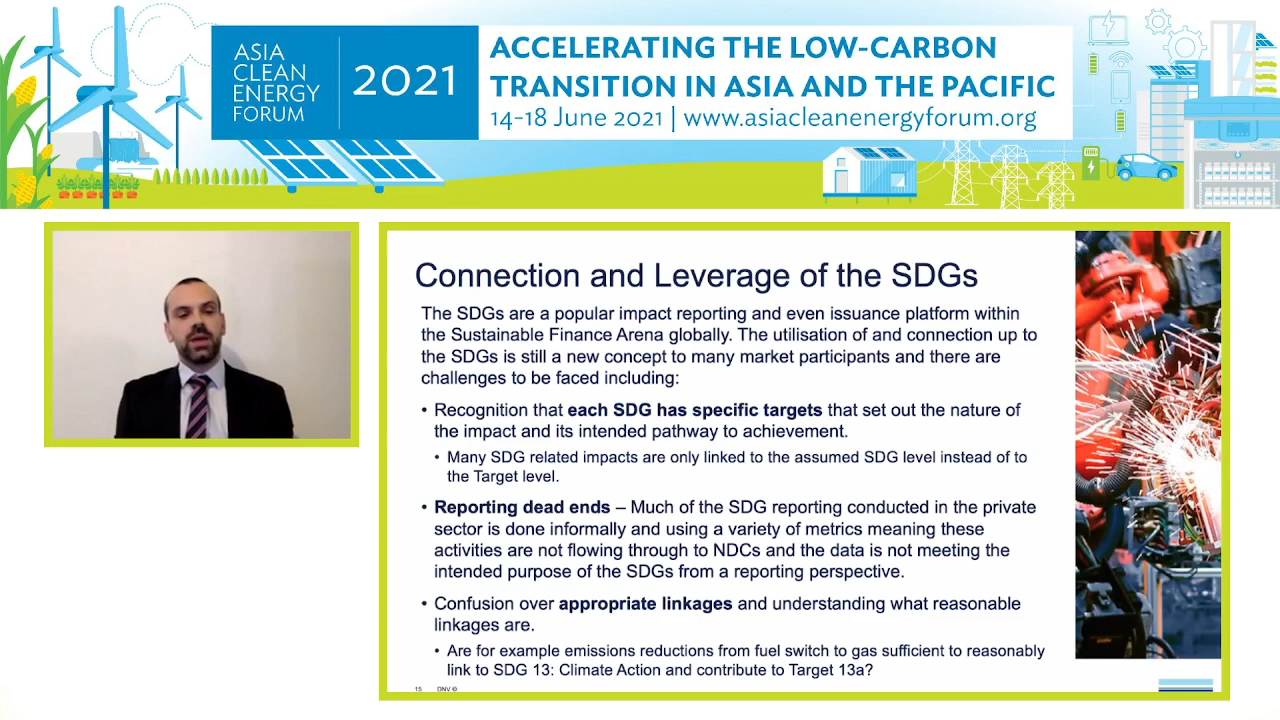 ASIA
CLEAN
ENERGY
FORUM
2021
ACCELERATING THE LOW-CARBON
TRANSITION IN ASIA AND THE PACIFIC
14-18 June 2021 | www.asiacleanenergyforum.org
Connection and Leverage of the SDGs
The SDGs are a popular impact reporting and even issuance platform within
the Sustainable Finance Arena globally. The utilisation of and connection up to
the SDGs is still a new concept to many market participants and there are
challenges to be faced including:
• Recognition that each SDG has specific targets that set out the nature of
the impact and its intended pathway to achievement.
• Many SDG related impacts are only linked to the assumed SDG level instead of to
the Target level.
• Reporting dead ends – Much of the SDG reporting conducted in the private
sector is done informally and using a variety of metrics meaning these
activities are not flowing through to NDCs and the data is not meeting the
intended purpose of the SDGs from a reporting perspective.
• Confusion over appropriate linkages and understanding what reasonable
linkages are.
• Are for example emissions reductions from fuel switch to gas sufficient to reasonably
link to SDG 13: Climate Action and contribute to Target 13a?
15 DNV ©